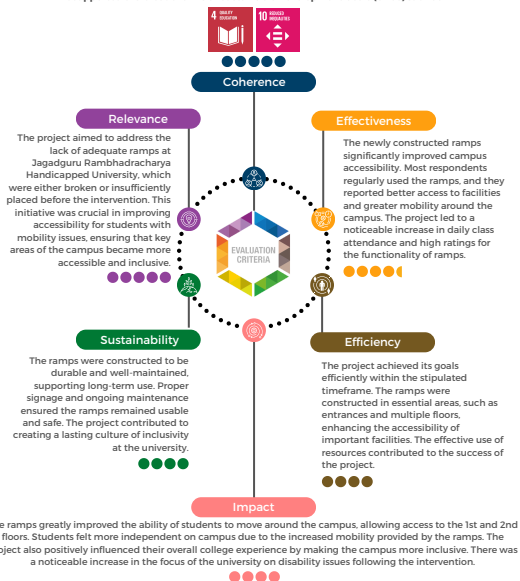 4 QUALITY EDUCATION
10 REDUCED INEQUALITIES
Coherence
Relevance
The project aimed to address the
lack of adequate ramps at
Jagadguru Rambhadracharya
Handicapped University, which
were either broken or insufficiently
placed before the intervention. This
initiative was crucial in improving
accessibility for students with
mobility issues, ensuring that key
areas of the campus became more
accessible and inclusive.
Effectiveness
The newly constructed ramps
significantly improved campus
accessibility. Most respondents
regularly used the ramps, and they
reported better access to facilities
and greater mobility around the
campus. The project led to a
noticeable increase in daily class
attendance and high ratings for
the functionality of ramps.
EVALUATION
CRITERIA
Sustainability
The ramps were constructed to be
durable and well-maintained,
supporting long-term use. Proper
signage and ongoing maintenance
ensured the ramps remained usable
and safe. The project contributed to
creating a lasting culture of inclusivity
at the university.
Efficiency
The project achieved its goals
efficiently within the stipulated
timeframe. The ramps were
constructed in essential areas, such as
entrances and multiple floors,
enhancing the accessibility of
important facilities. The effective use of
resources contributed to the success of
the project.
Impact
ramps greatly improved the ability of students to move around the campus, allowing access to the 1st and 2nd
floors. Students felt more independent on campus due to the increased mobility provided by the ramps. The
also positively influenced their overall college experience by making the campus more inclusive. There was
a noticeable increase in the focus of the university on disability issues following the intervention.